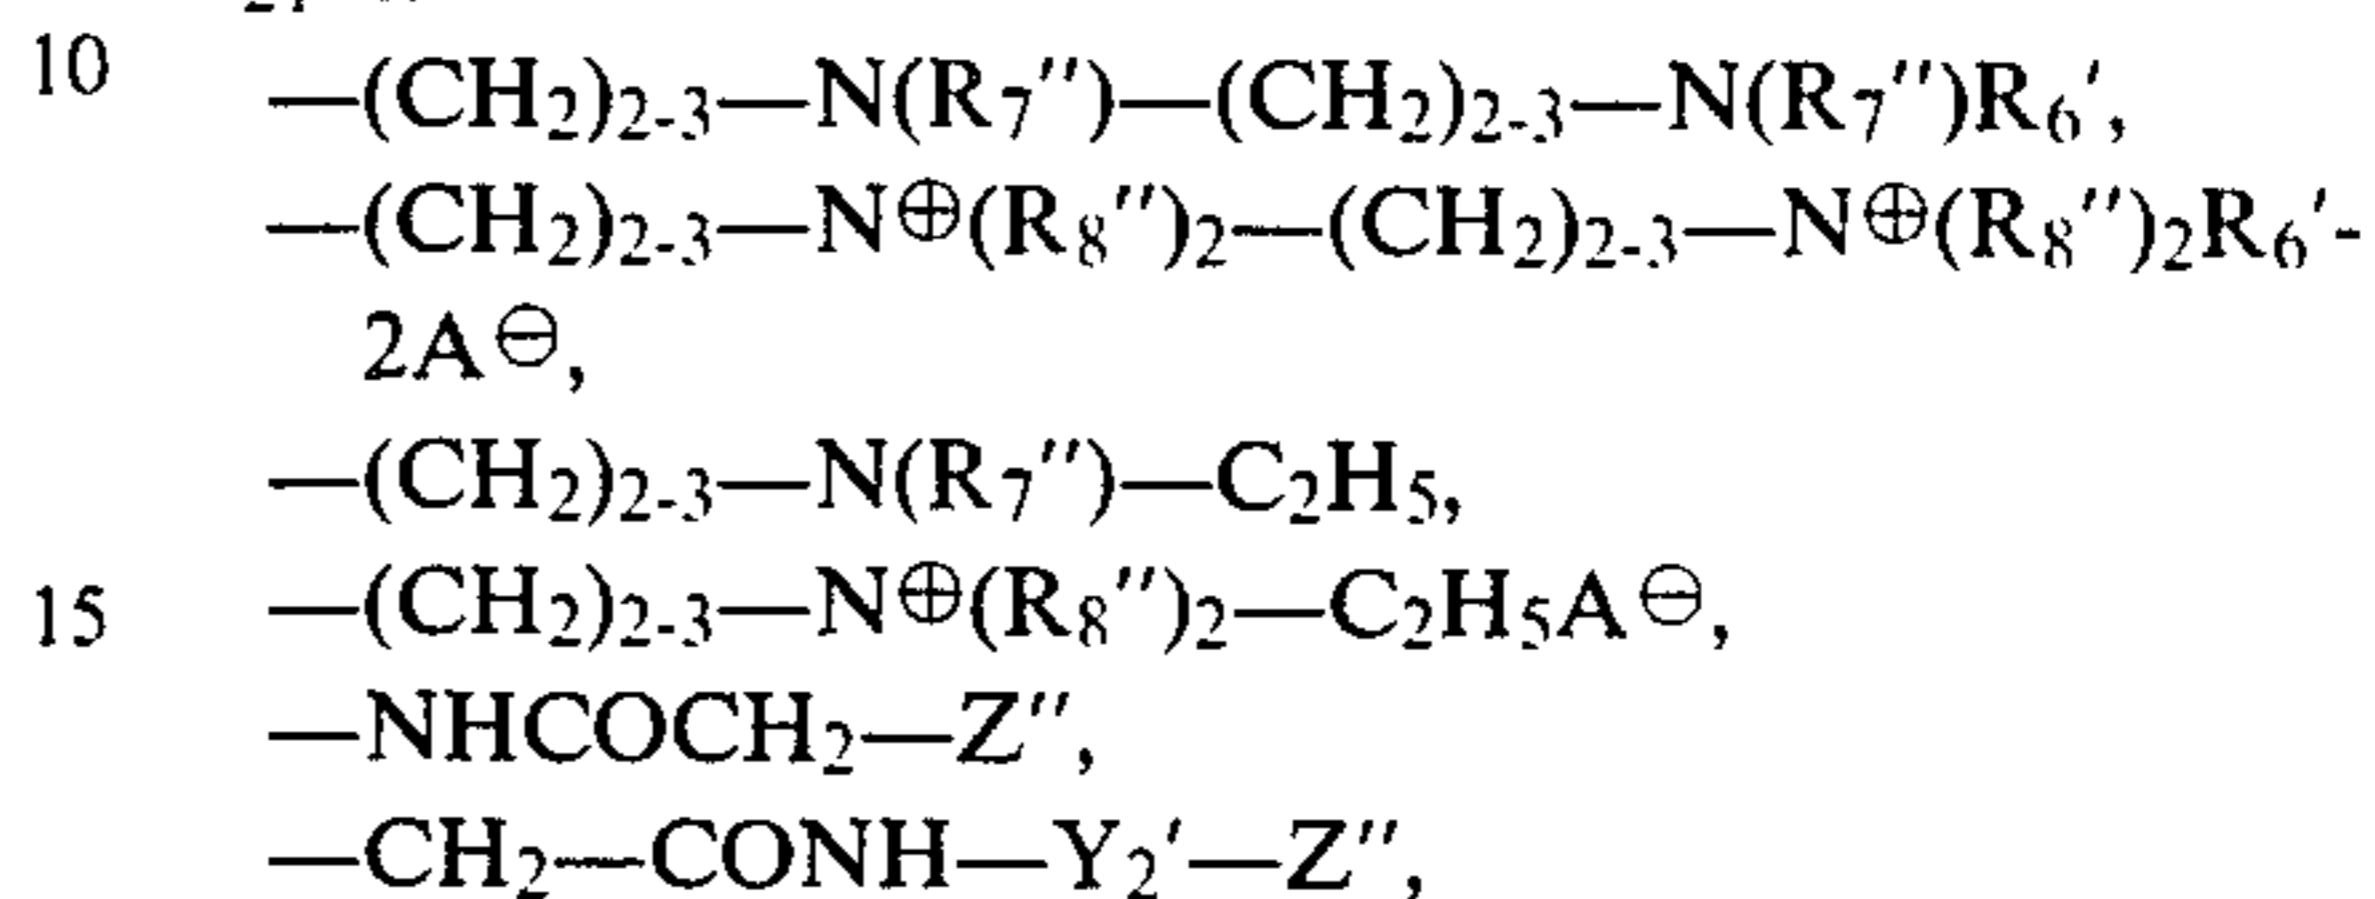 10 —(CH₂)₂₋₃—N(R₇″)—(CH₂)₂₋₃—N(R₇″)R₆′,
—(CH₂)₂₋₃—N⊕(R₈″)₂—(CH₂)₂₋₃—N⊕(R₈″)₂R₆′-
2A⊖,
—(CH₂)₂₋₃—N(R₇″)—C₂H₅,
15 —(CH₂)₂₋₃—N⊕(R₈″)₂—C₂H₅A⊖,
—NHCOCH₂—Z″,
—CH₂—CONH—Y₂′—Z″,